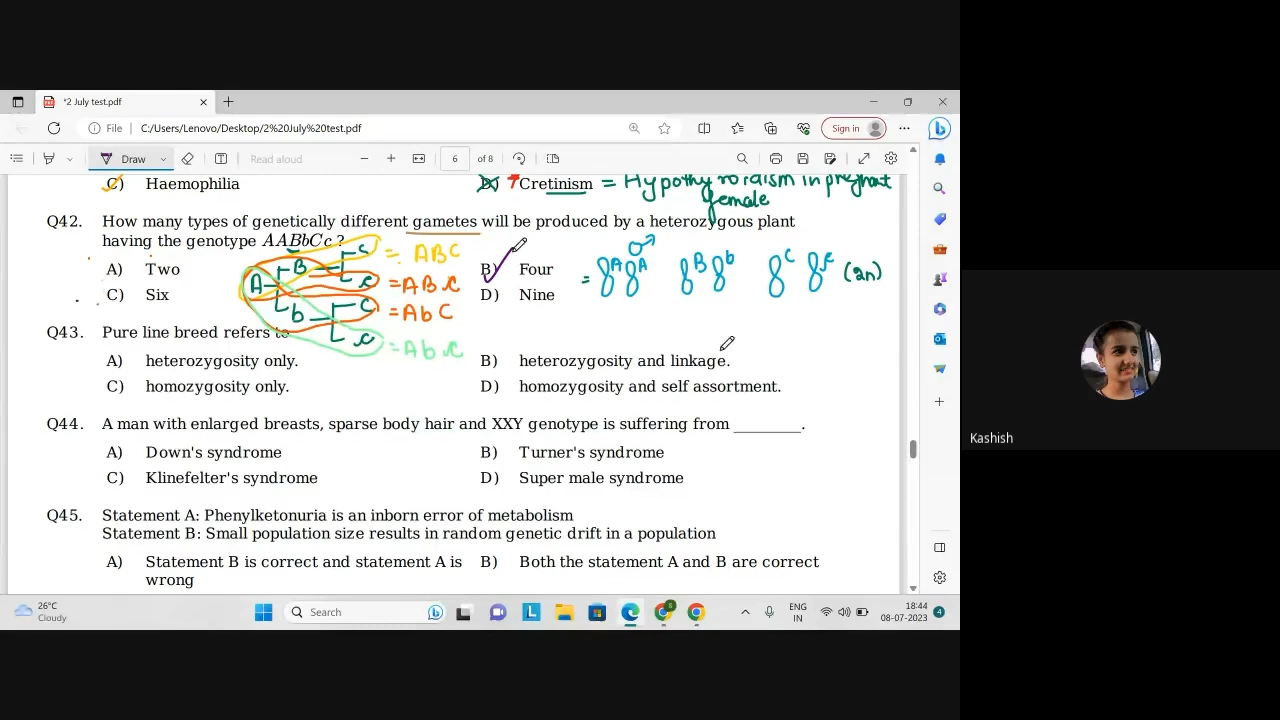 *2 July test.pdf
File
C:/Users/Lenovo/Desktop/2%20July%20test.pdf
Sign in
Draw
Read aloud
6 of 8
C) Haemophilia
D) Cretinism = Hypothyroidism in pregnant
female
Q42. How many types of genetically different gametes will be produced by a heterozygous plant
having the genotype AABbCc ?
A) Two
B) Four
C) Six
D) Nine
A
B
b
C
c
C
c
= ABC
= ABc
= AbC
= Abc
= A A B b C c (2n)
Q43. Pure line breed refers to
A) heterozygosity only.
B) heterozygosity and linkage.
C) homozygosity only.
D) homozygosity and self assortment.
Q44. A man with enlarged breasts, sparse body hair and XXY genotype is suffering from ________.
A) Down's syndrome
B) Turner's syndrome
C) Klinefelter's syndrome
D) Super male syndrome
Q45. Statement A: Phenylketonuria is an inborn error of metabolism
Statement B: Small population size results in random genetic drift in a population
A) Statement B is correct and statement A is
wrong
B) Both the statement A and B are correct
Kashish
26°C
Cloudy
Search
ENG
IN
18:44
08-07-2023
4